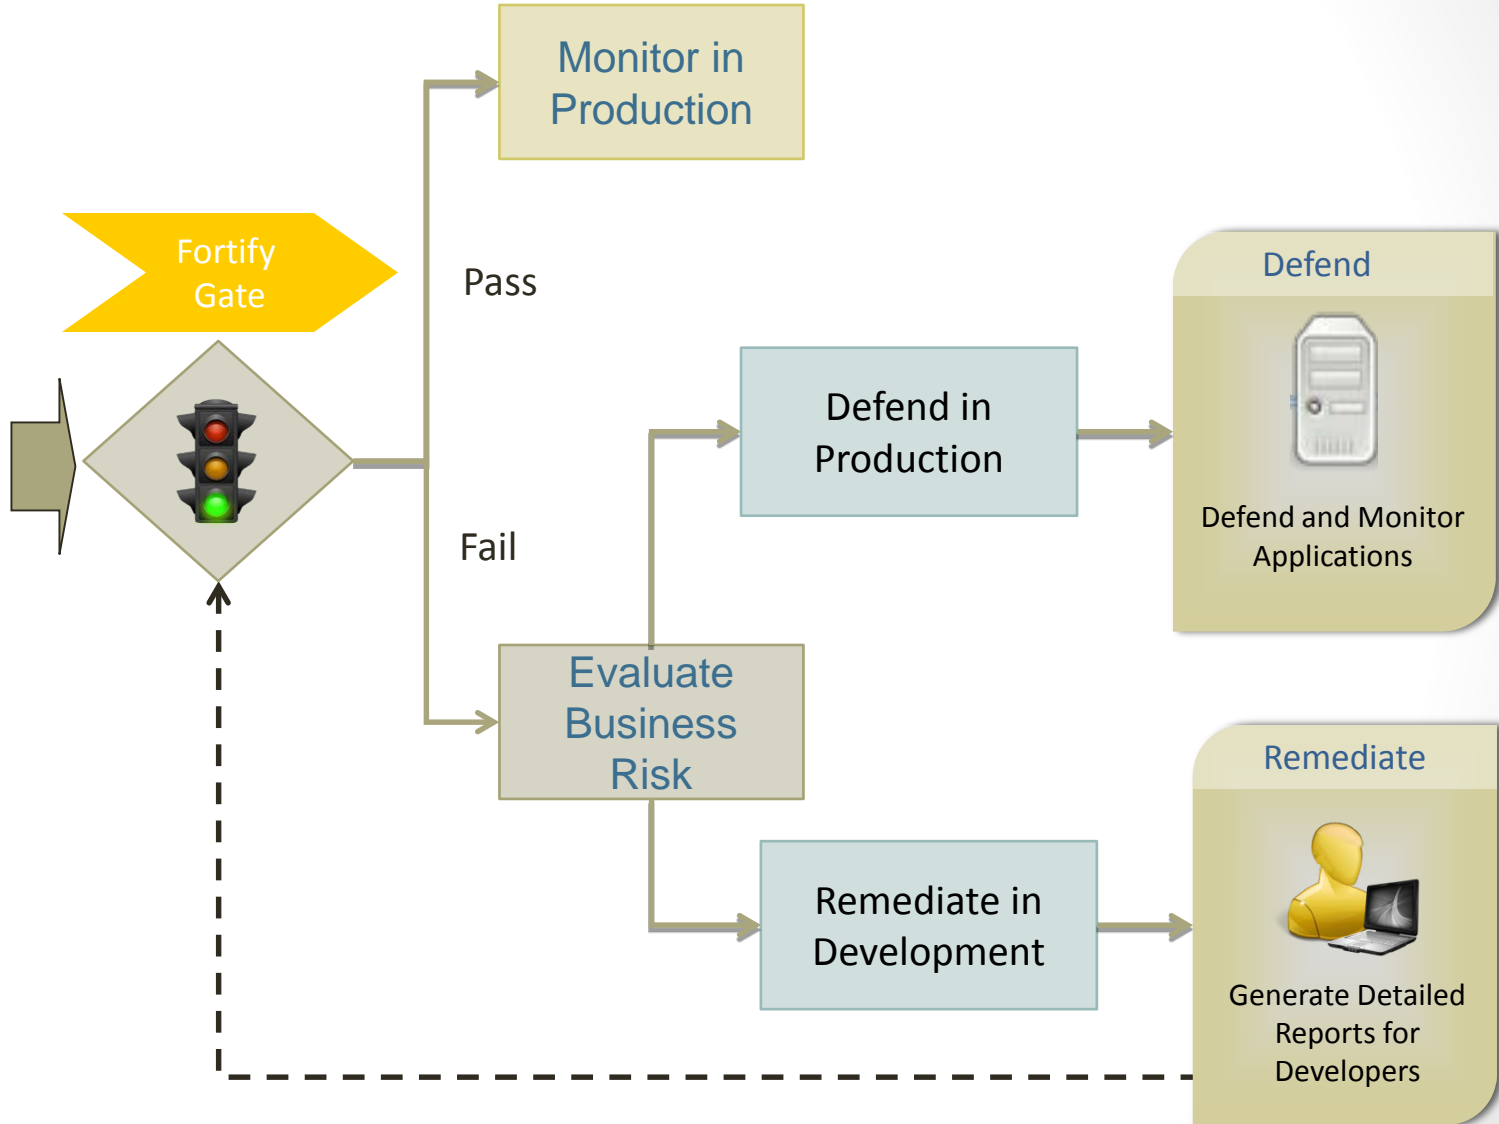 Monitor in
Production
Fortify
Gate
Pass
Defend
Defend in
Production
Defend and Monitor
Applications
Fail
Evaluate
Business
Risk
Remediate
Remediate in
Development
Generate Detailed
Reports for
Developers